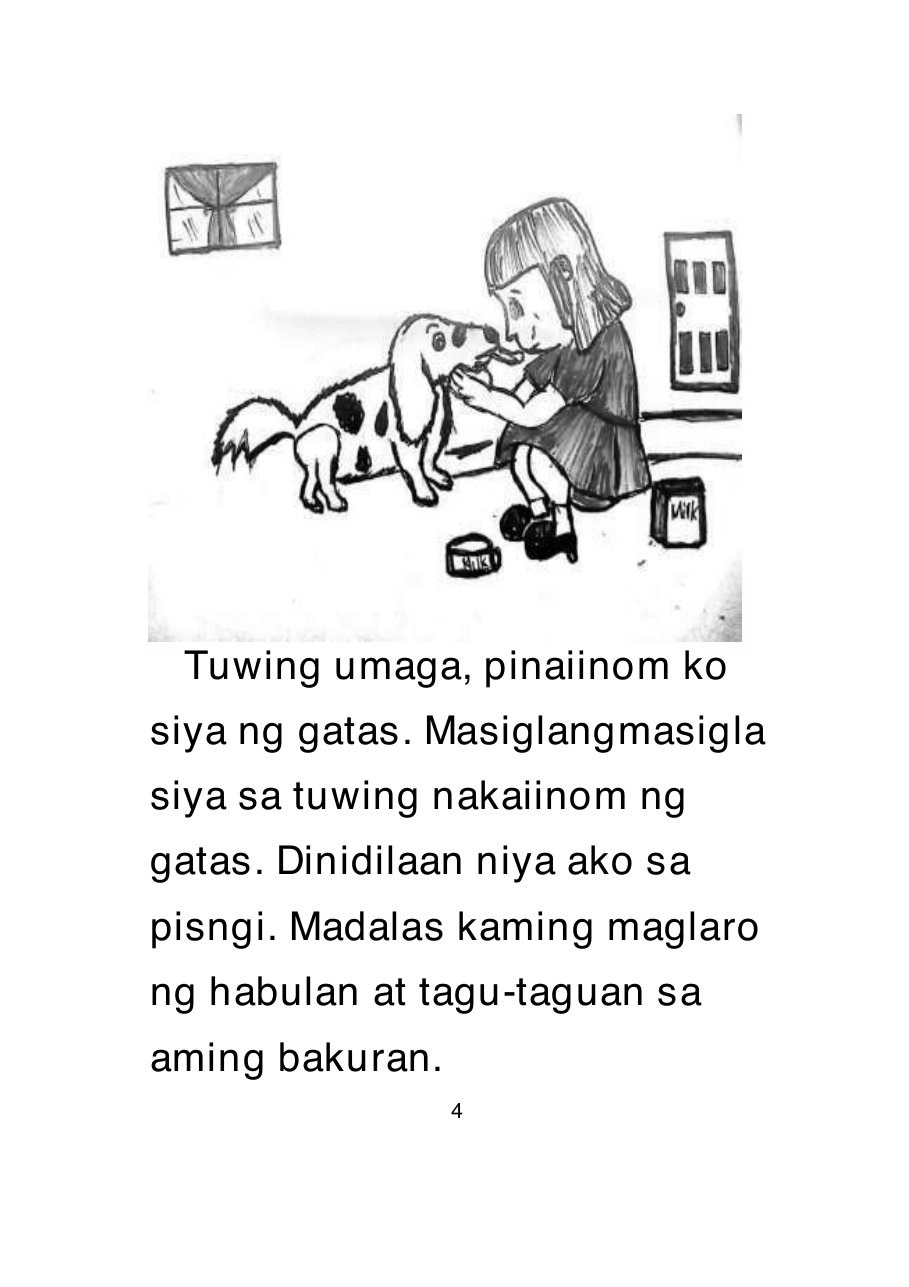 Milk
Milk
Tuwing umaga, pinaiinom ko
siya ng gatas. Masiglangmasigla
siya sa tuwing nakaiinom ng
gatas. Dinidilaan niya ako sa
pisngi. Madalas kaming maglaro
ng habulan at tagu-taguan sa
aming bakuran.
4